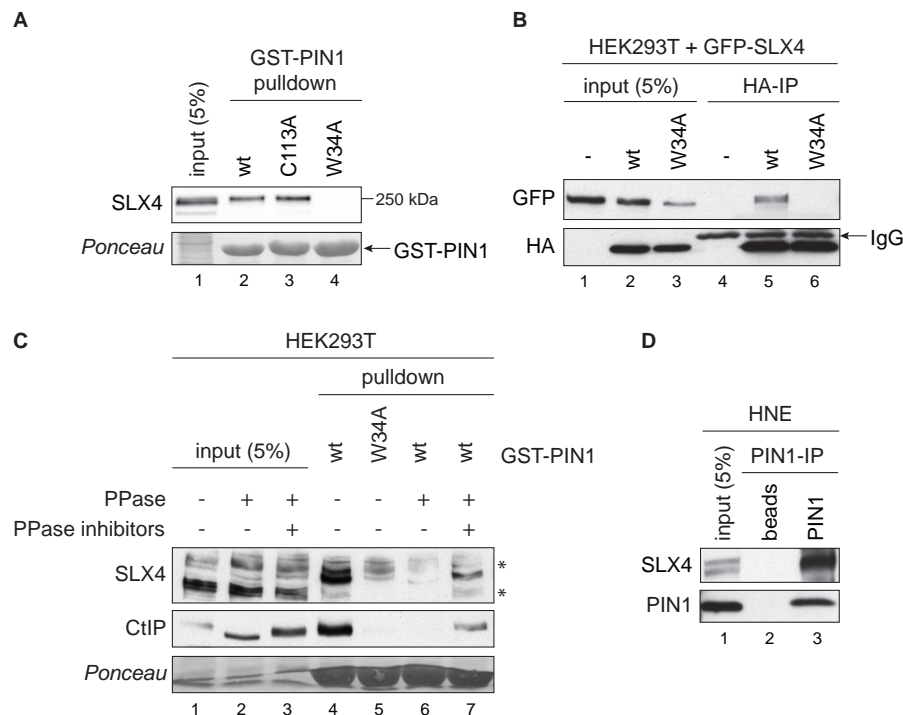 A
GST-PIN1
pulldown
input (5%)
wt
C113A
W34A
SLX4
250 kDa
Ponceau
GST-PIN1
1 2 3 4
B
HEK293T + GFP-SLX4
input (5%) HA-IP
- wt W34A - wt W34A
GFP
HA
IgG
1 2 3 4 5 6
C
HEK293T
pulldown
input (5%)
wt W34A wt wt
GST-PIN1
PPase - + + - - + +
PPase inhibitors - - + - - - +
SLX4
*
*
CtIP
Ponceau
1 2 3 4 5 6 7
D
HNE
PIN1-IP
input (5%)
beads
PIN1
SLX4
PIN1
1 2 3